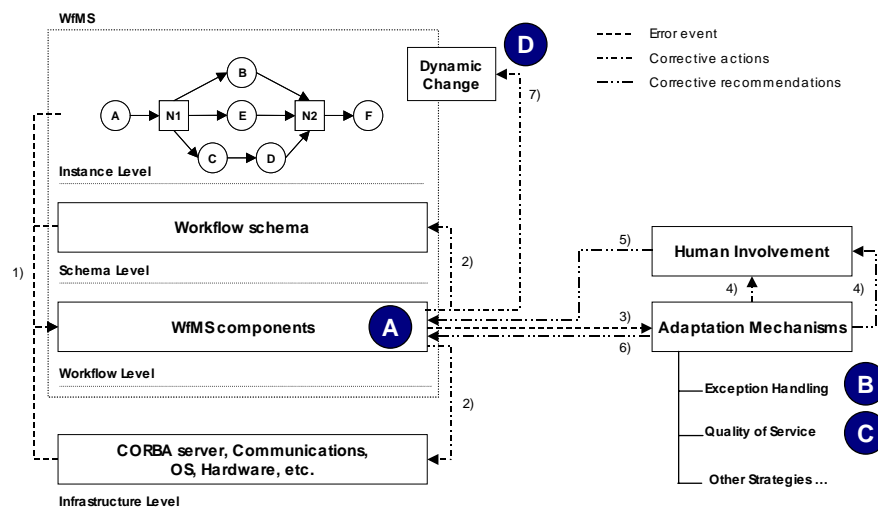 WfMS
D
Error event
Corrective actions
Corrective recommendations
Dynamic
Change
7)
B
A
N1
E
N2
F
C
D
Instance Level
Workflow schema
2)
5)
Human Involvement
1)
Schema Level
4)
4)
WfMS components
A
3)
Adaptation Mechanisms
6)
Workflow Level
2)
Exception Handling
B
Quality of Service
C
CORBA server, Communications,
OS, Hardware, etc.
Other Strategies ...
Infrastructure Level